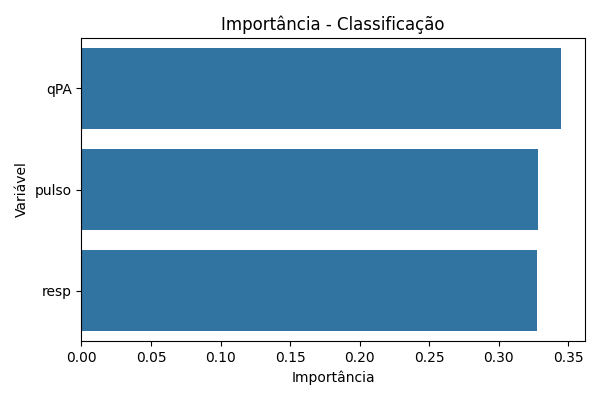 Importância - Classificação
Variável
qPA
pulso
resp
0.00 0.05 0.10 0.15 0.20 0.25 0.30 0.35
Importância